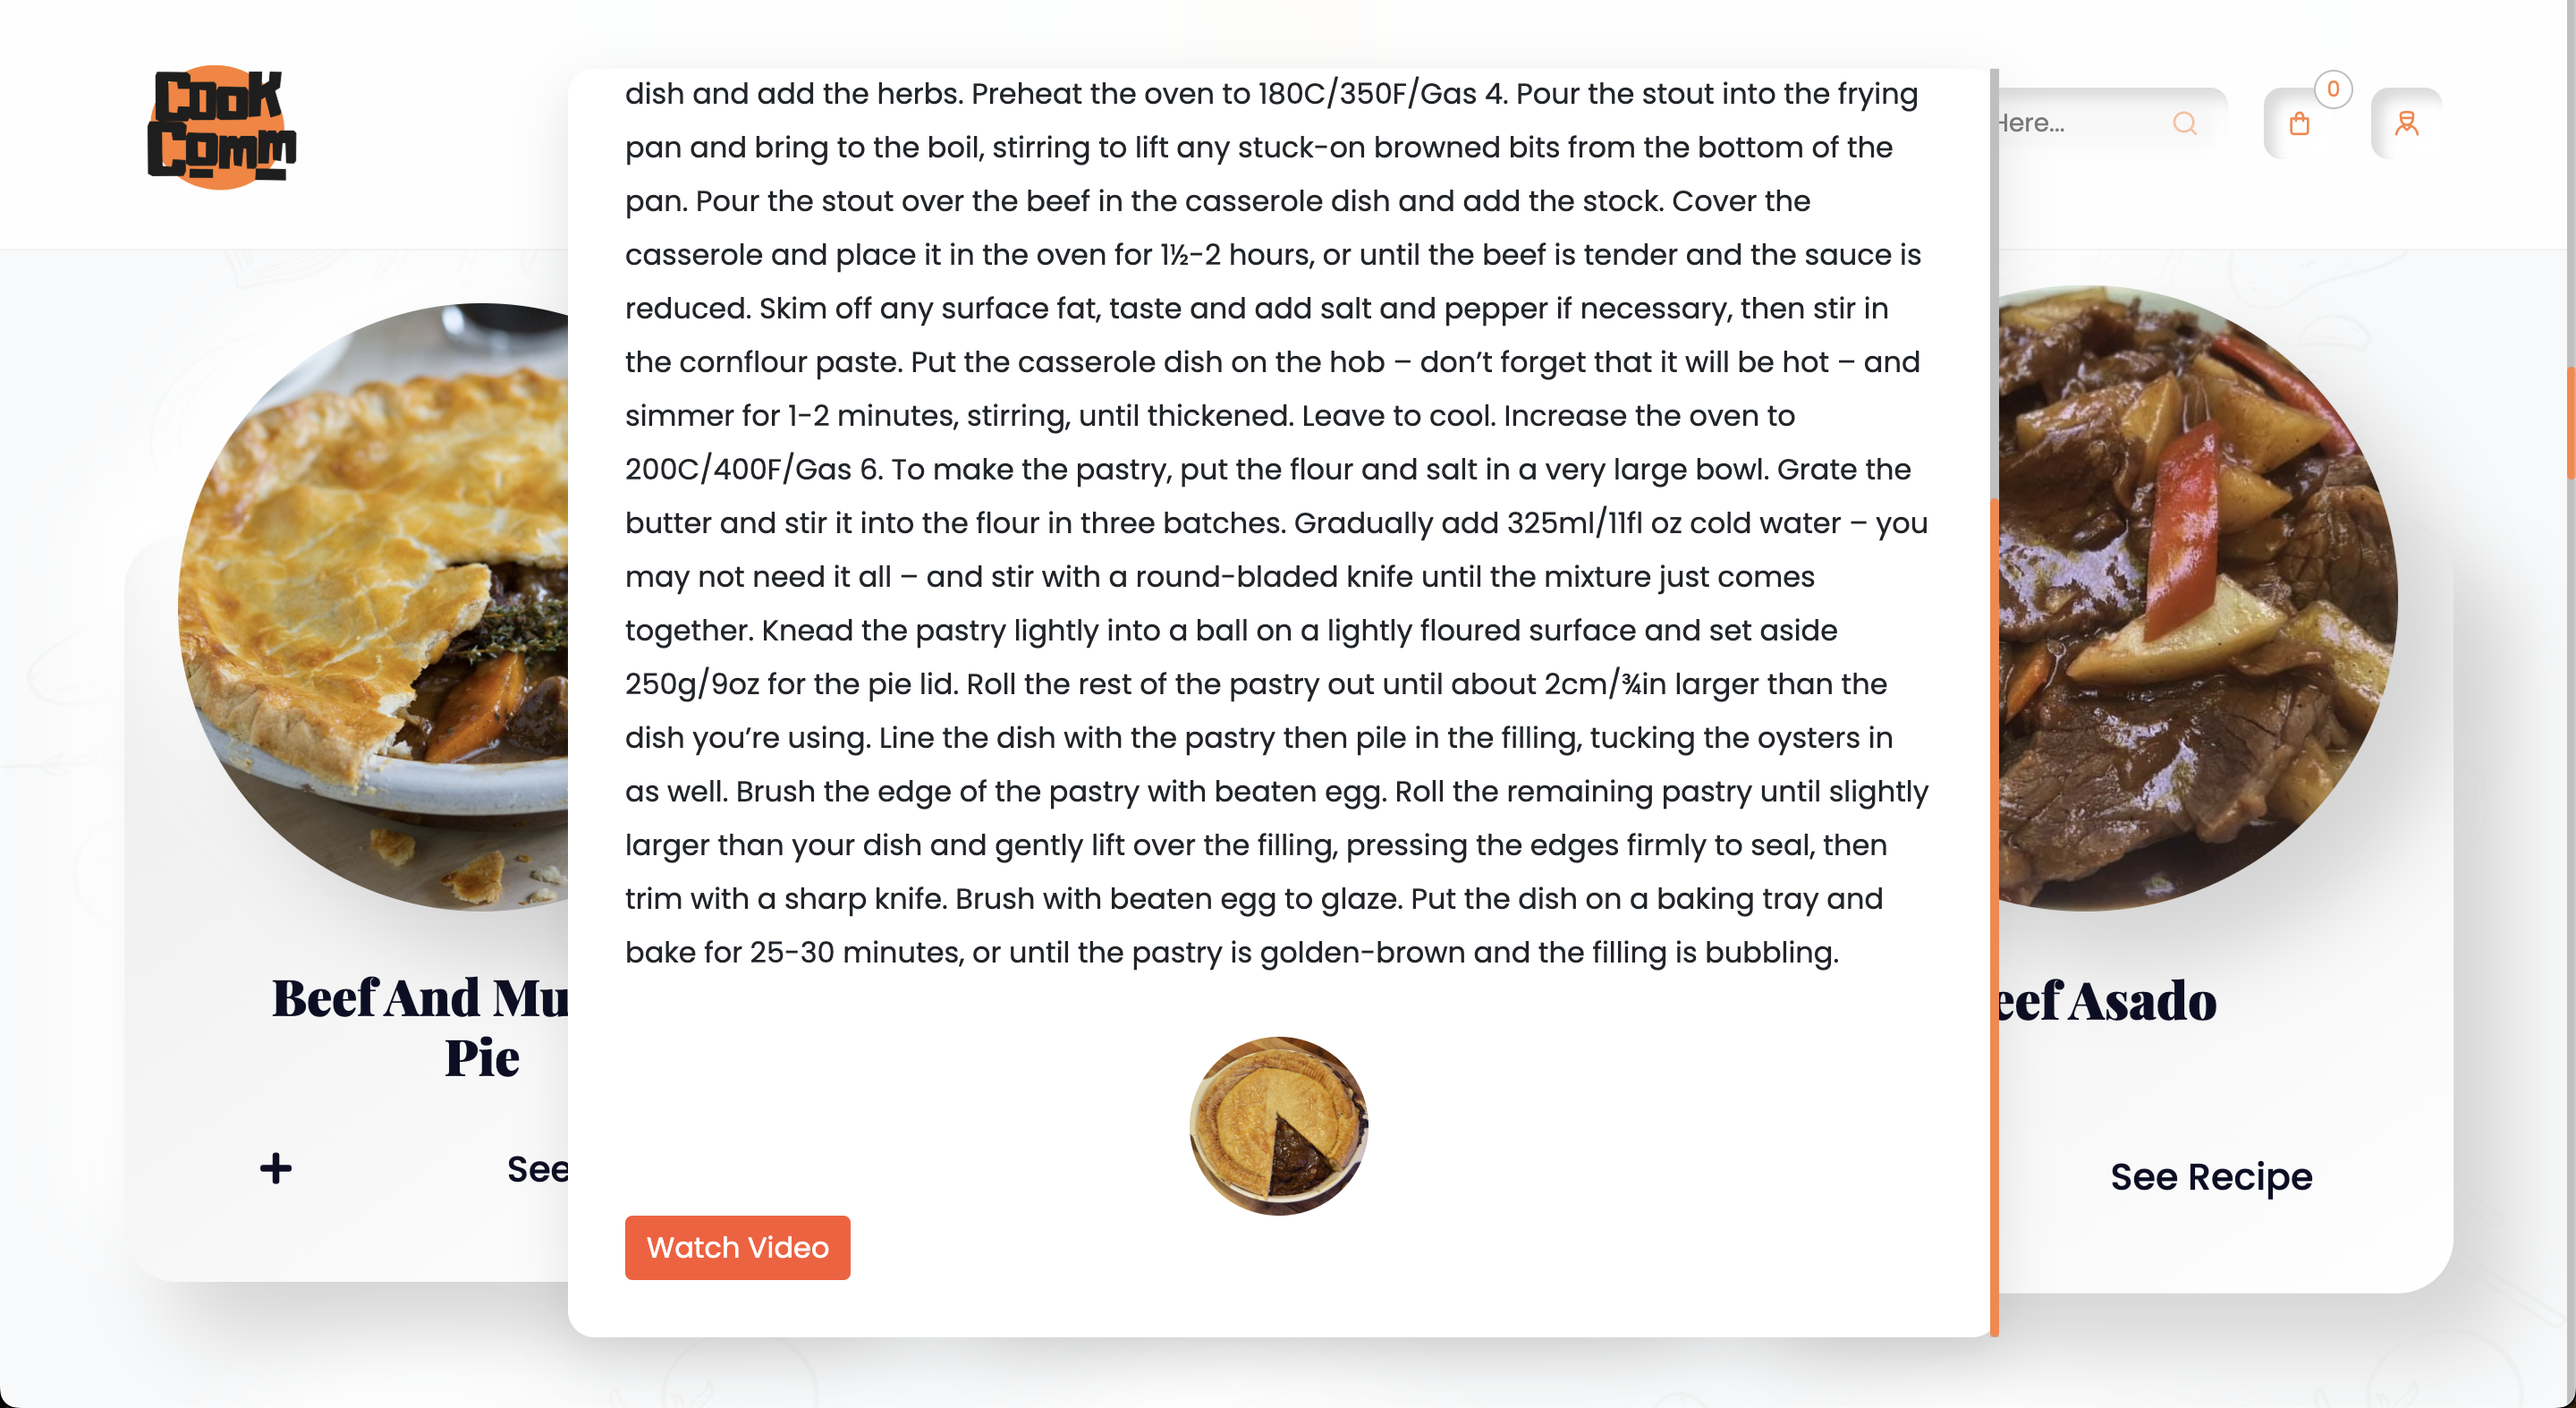 Cook
Comm
dish and add the herbs. Preheat the oven to 180C/350F/Gas 4. Pour the stout into the frying
pan and bring to the boil, stirring to lift any stuck-on browned bits from the bottom of the
pan. Pour the stout over the beef in the casserole dish and add the stock. Cover the
casserole and place it in the oven for 1½-2 hours, or until the beef is tender and the sauce is
reduced. Skim off any surface fat, taste and add salt and pepper if necessary, then stir in
the cornflour paste. Put the casserole dish on the hob – don’t forget that it will be hot – and
simmer for 1-2 minutes, stirring, until thickened. Leave to cool. Increase the oven to
200C/400F/Gas 6. To make the pastry, put the flour and salt in a very large bowl. Grate the
butter and stir it into the flour in three batches. Gradually add 325ml/11fl oz cold water – you
may not need it all – and stir with a round-bladed knife until the mixture just comes
together. Knead the pastry lightly into a ball on a lightly floured surface and set aside
250g/9oz for the pie lid. Roll the rest of the pastry out until about 2cm/¾in larger than the
dish you’re using. Line the dish with the pastry then pile in the filling, tucking the oysters in
as well. Brush the edge of the pastry with beaten egg. Roll the remaining pastry until slightly
larger than your dish and gently lift over the filling, pressing the edges firmly to seal, then
trim with a sharp knife. Brush with beaten egg to glaze. Put the dish on a baking tray and
bake for 25-30 minutes, or until the pastry is golden-brown and the filling is bubbling.
Watch Video
Here...
0
Beef And Mu
Pie
See
eef Asado
See Recipe